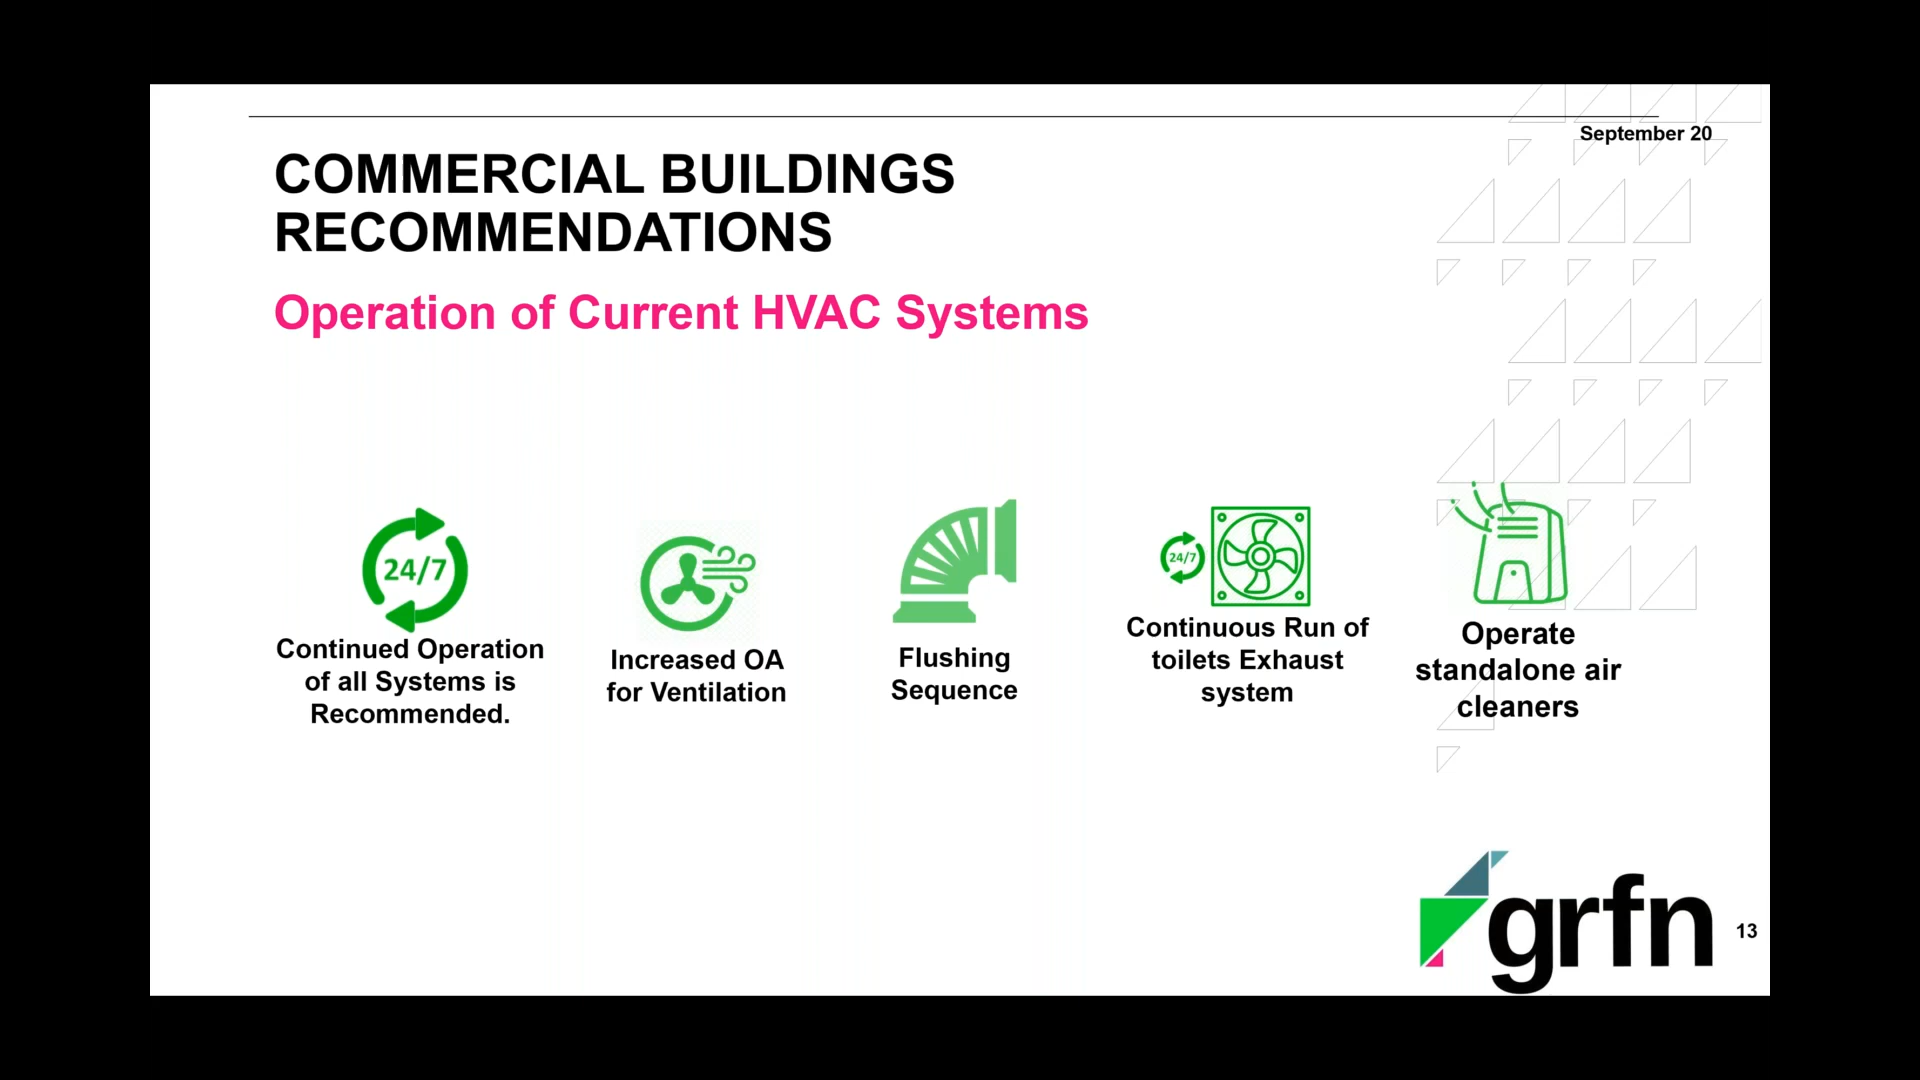 September 20
COMMERCIAL BUILDINGS
RECOMMENDATIONS
Operation of Current HVAC Systems
24/7
Continued Operation
of all Systems is
Recommended.
Increased OA
for Ventilation
Flushing
Sequence
24/7
Continuous Run of
toilets Exhaust
system
Operate
standalone air
cleaners
grfn
13